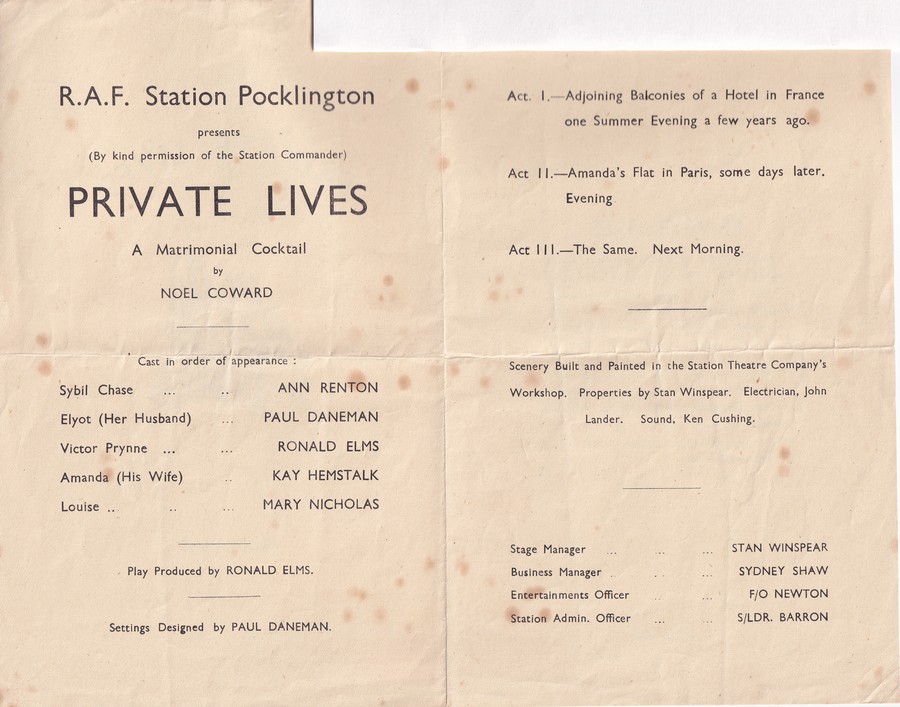 R.A.F. Station Pocklington
presents
(By kind permission of the Station Commander)
PRIVATE LIVES
A Matrimonial Cocktail
by
NOEL COWARD
Cast in order of appearance :
Sybil Chase ... .. ANN RENTON
Elyot (Her Husband) ... PAUL DANEMAN
Victor Prynne ... ... RONALD ELMS
Amanda (His Wife) .. KAY HEMSTALK
Louise .. .. ... MARY NICHOLAS
Play Produced by RONALD ELMS.
Settings Designed by PAUL DANEMAN.
Act. I.—Adjoining Balconies of a Hotel in France
one Summer Evening a few years ago.
Act II.—Amanda's Flat in Paris, some days later.
Evening
Act III.—The Same. Next Morning.
Scenery Built and Painted in the Station Theatre Company's
Workshop. Properties by Stan Winspear. Electrician, John
Lander. Sound, Ken Cushing.
Stage Manager ... ... ... STAN WINSPEAR
Business Manager . . . ... SYDNEY SHAW
Entertainments Officer .. ... F/O NEWTON
Station Admin. Officer ... ... S/LDR. BARRON